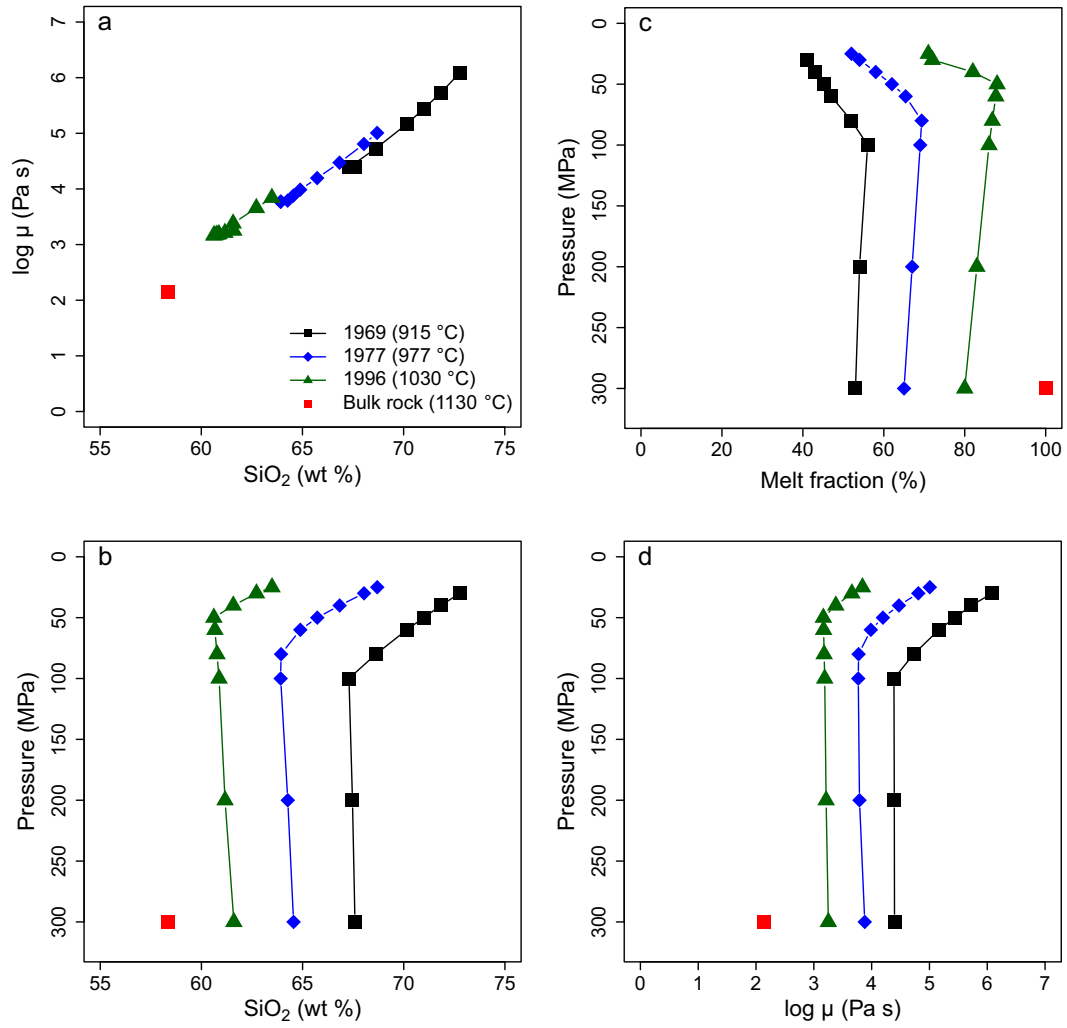 a
log μ (Pa s)
7
6
5
4
3
2
1
0
1969 (915 °C)
1977 (977 °C)
1996 (1030 °C)
Bulk rock (1130 °C)
55 60 65 70 75
SiO₂ (wt %)
c
Pressure (MPa)
0
50
100
150
200
250
300
0 20 40 60 80 100
Melt fraction (%)
b
Pressure (MPa)
0
50
100
150
200
250
300
55 60 65 70 75
SiO₂ (wt %)
d
Pressure (MPa)
0
50
100
150
200
250
300
0 1 2 3 4 5 6 7
log μ (Pa s)